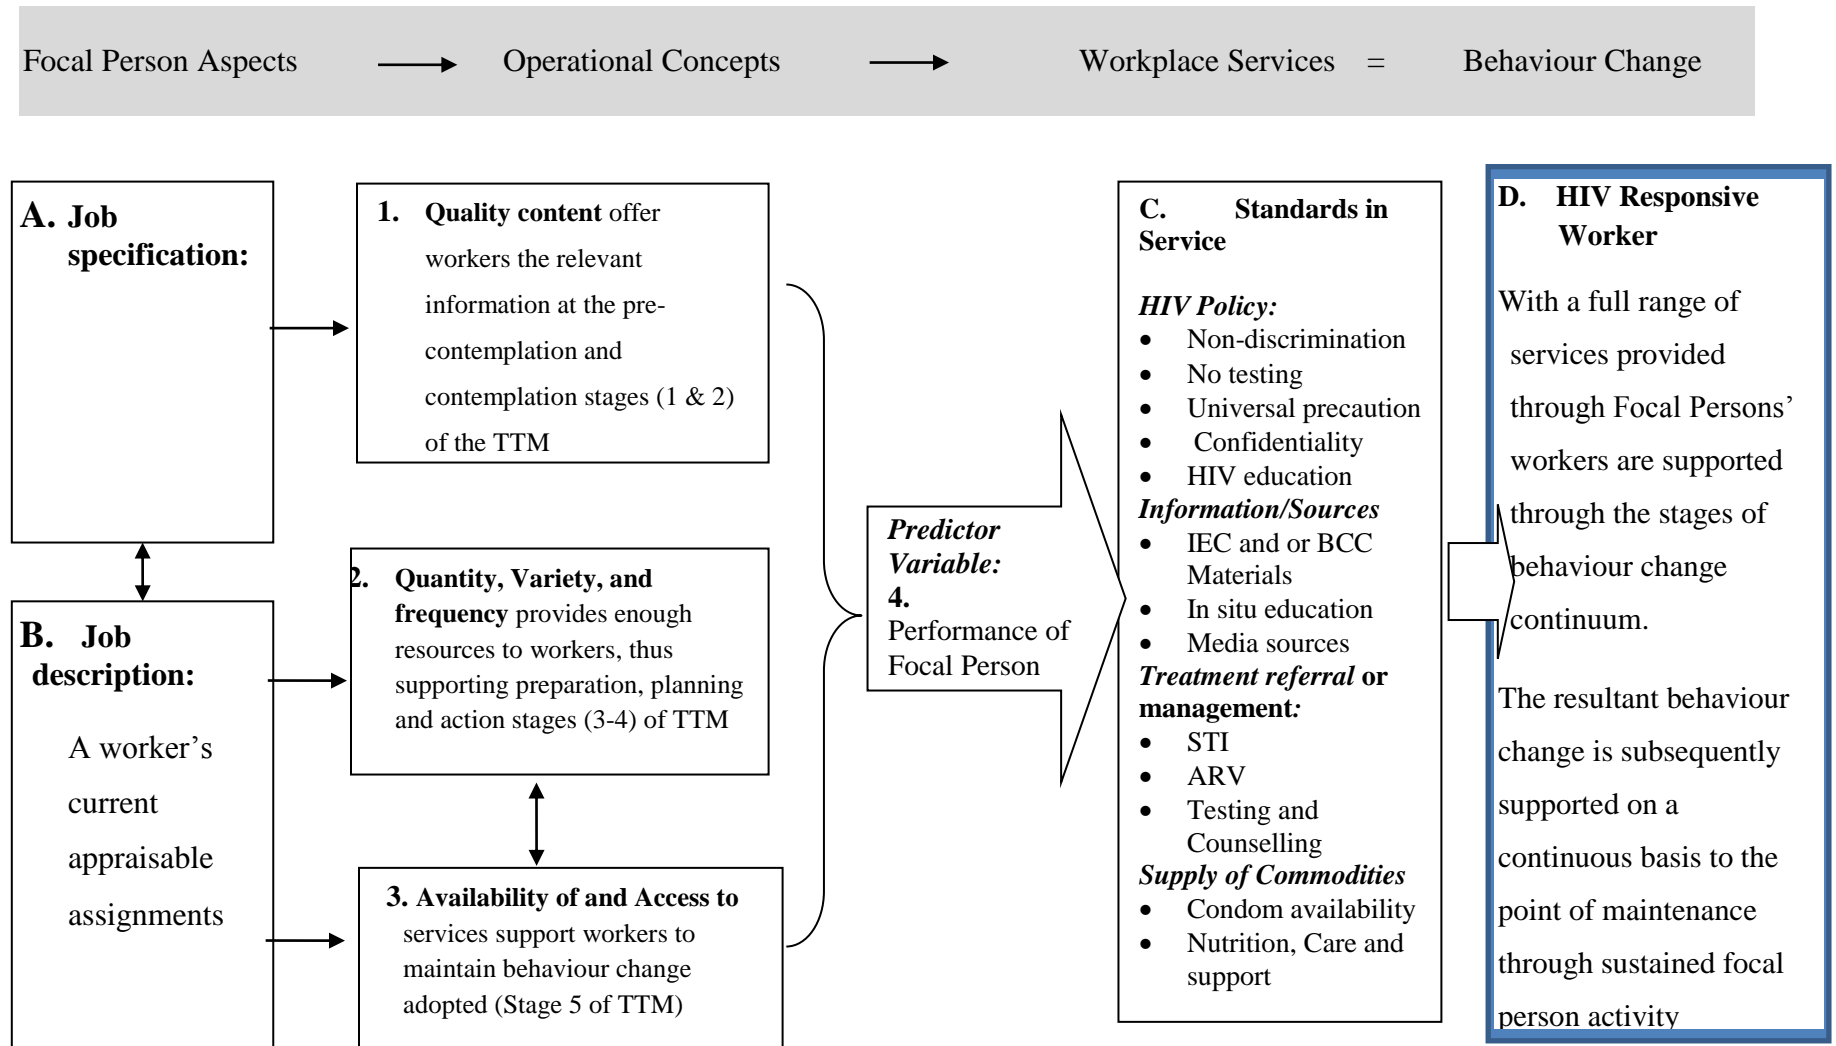 Focal Person Aspects Operational Concepts Workplace Services = Behaviour Change
A. Job
specification:
B. Job
description:
A worker’s
current
appraisable
assignments
1. Quality content offer
workers the relevant
information at the pre-
contemplation and
contemplation stages (1 & 2)
of the TTM
2. Quantity, Variety, and
frequency provides enough
resources to workers, thus
supporting preparation, planning
and action stages (3-4) of TTM
3. Availability of and Access to
services support workers to
maintain behaviour change
adopted (Stage 5 of TTM)
Predictor
Variable:
4.
Performance of
Focal Person
C. Standards in
Service
HIV Policy:
• Non-discrimination
• No testing
• Universal precaution
• Confidentiality
• HIV education
Information/Sources
• IEC and or BCC
Materials
• In situ education
• Media sources
Treatment referral or
management:
• STI
• ARV
• Testing and
Counselling
Supply of Commodities
• Condom availability
• Nutrition, Care and
support
D. HIV Responsive
Worker
With a full range of
services provided
through Focal Persons’
workers are supported
through the stages of
behaviour change
continuum.
The resultant behaviour
change is subsequently
supported on a
continuous basis to the
point of maintenance
through sustained focal
person activity